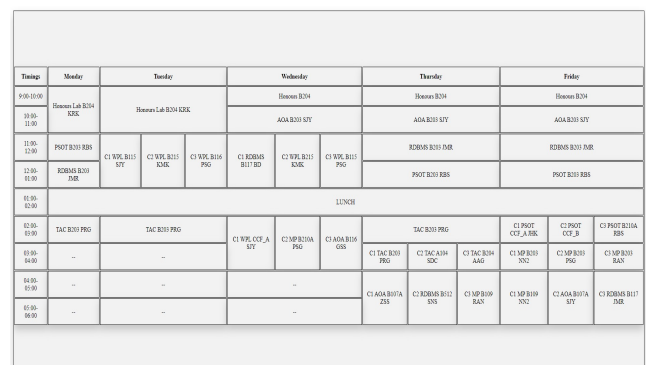 Timings Monday Tuesday Wednesday Thursday Friday
9:00-10:00 Honours Lab B204 Honours Lab B204 KRK Honours B204 Honours B204 Honours B204
KRK
10:00-
11:00 AOA B203 SJY AOA B203 SJY AOA B203 SJY
11:00-
12:00 PSOT B203 RBS C1 WPL B115 C2 WPL B215 C3 WPL B116 C1 RDBMS C2 WPL B215 C3 WPL B115 RDBMS B203 JMR RDBMS B203 JMR
SJY KMK PSG B117 BD KMK PSG
12:00-
01:00 RDBMS B203
JMR PSOT B203 RBS PSOT B203 RBS
01:00-
02:00 LUNCH
02:00-
03:00 TAC B203 PRG TAC B203 PRG C1 WPL CCF_A C2 MP B210A C3 AOA B116 TAC B203 PRG C1 PSOT C2 PSOT C3 PSOT B210A
SJY PSG GSS CCF_A JHK CCF_B RBS
03:00-
04:00 -- -- C1 TAC B203 C2 TAC A104 C3 TAC B204 C1 MP B203 C2 MP B203 C3 MP B203
PRG SDC AAG NN2 PSG RAN
04:00-
05:00 -- -- -- C1 AOA B107A C2 RDBMS B312 C3 MP B109 C1 MP B109 C2 AOA B107A C3 RDBMS B117
ZSS SNS RAN NN2 SJY JMR
05:00-
06:00 -- -- --